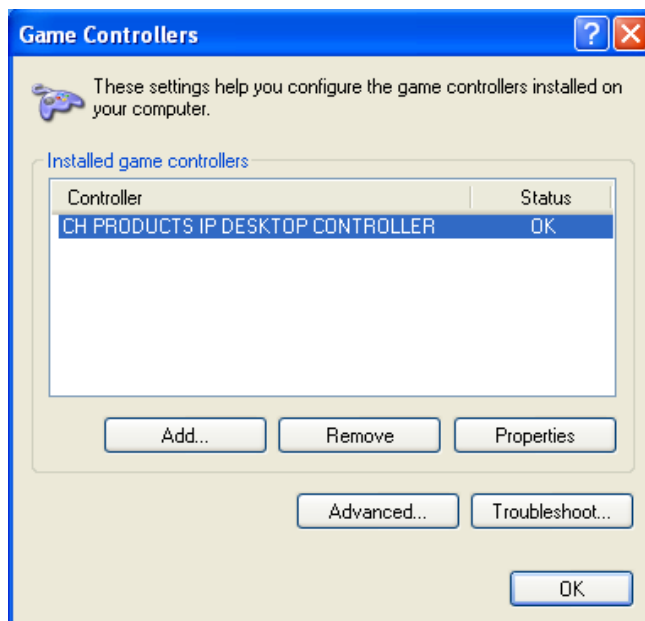 Game Controllers
?
These settings help you configure the game controllers installed on
your computer.
Installed game controllers
Controller Status
CH PRODUCTS IP DESKTOP CONTROLLER OK
Add... Remove Properties
Advanced... Troubleshoot...
OK